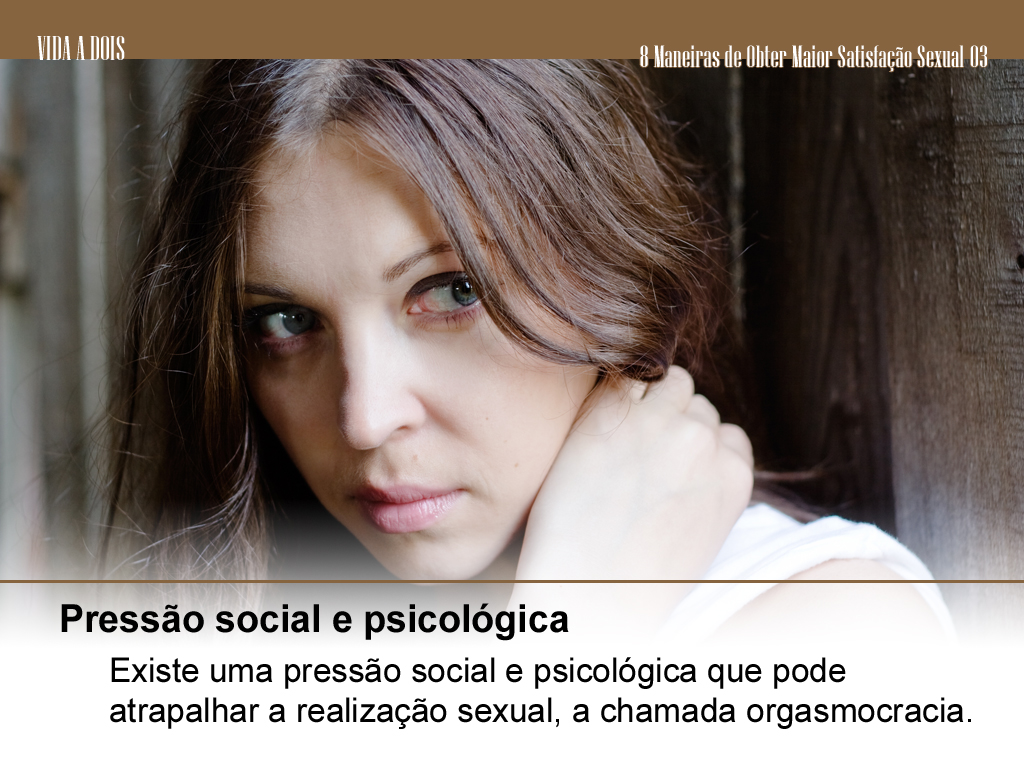 VIDA A DOIS
8 Maneiras de Obter Maior Satisfação Sexual 03
Pressão social e psicológica
Existe uma pressão social e psicológica que pode
atrapalhar a realização sexual, a chamada orgasmocracia.